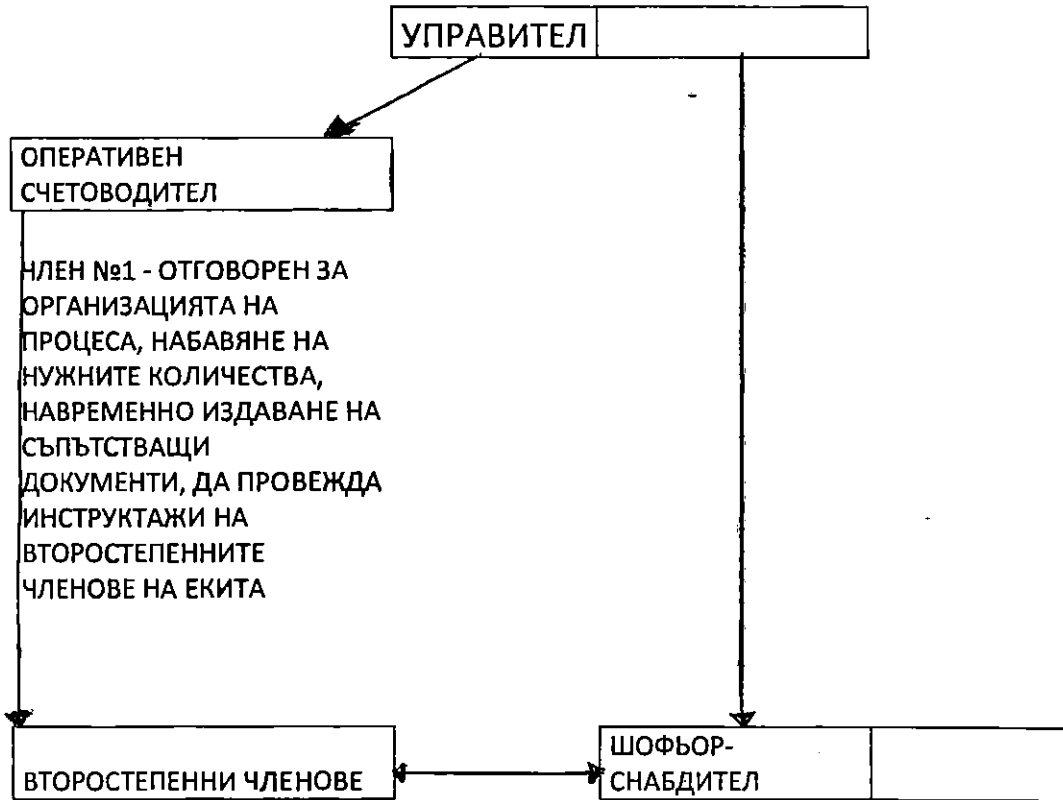 УПРАВИТЕЛ
ОПЕРАТИВЕН
СЧЕТОВОДИТЕЛ
ЧЛЕН №1 - ОТГОВОРЕН ЗА
ОРГАНИЗАЦИЯТА НА
ПРОЦЕСА, НАБАВЯНЕ НА
НУЖНИТЕ КОЛИЧЕСТВА,
НАВРЕМЕННО ИЗДАВАНЕ НА
СЪПЪТСТВАЩИ
ДОКУМЕНТИ, ДА ПРОВЕЖДА
ИНСТРУКТАЖИ НА
ВТОРОСТЕПЕННИТЕ
ЧЛЕНОВЕ НА ЕКИТА
ВТОРОСТЕПЕННИ ЧЛЕНОВЕ
ШОФЬОР-
СНАБДИТЕЛ